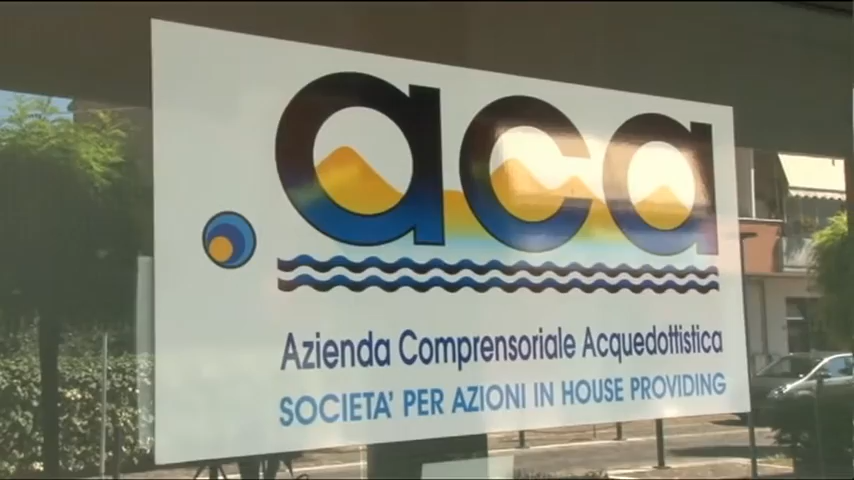 .aca
Azienda Comprensoriale Acquedottistica
SOCIETA' PER AZIONI IN HOUSE PROVIDING